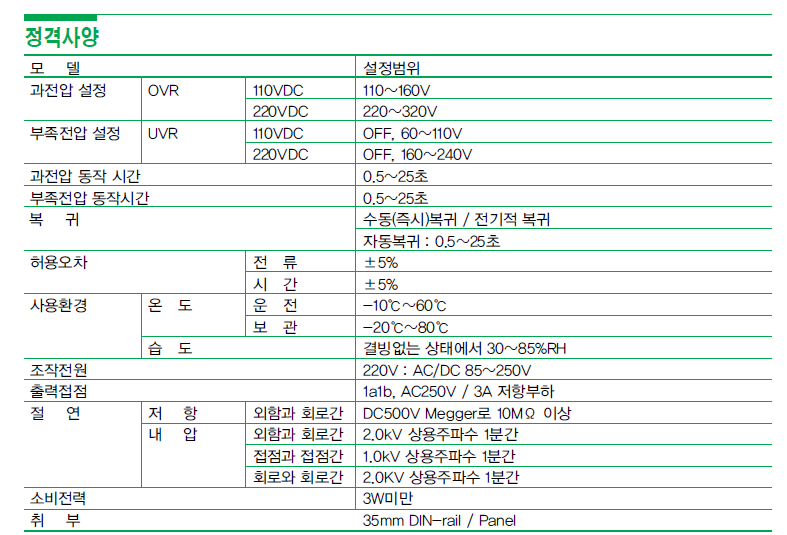 정격사양
모 델 설정범위
과전압 설정 OVR 110VDC 110~160V
220VDC 220~320V
부족전압 설정 UVR 110VDC OFF, 60~110V
220VDC OFF, 160~240V
과전압 동작 시간 0.5~25초
부족전압 동작시간 0.5~25초
복 귀 수동(즉시)복귀 / 전기적 복귀
자동복귀 : 0.5~25초
허용오차 전 류 ±5%
시 간 ±5%
사용환경 온 도 운 전 -10℃~60℃
보 관 -20℃~80℃
습 도 결빙없는 상태에서 30~85%RH
조작전원 220V : AC/DC 85~250V
출력접점 1a1b, AC250V / 3A 저항부하
절 연 저 항 외함과 회로간 DC500V Megger로 10MΩ 이상
내 압 외함과 회로간 2.0kV 상용주파수 1분간
접점과 접점간 1.0kV 상용주파수 1분간
회로와 회로간 2.0KV 상용주파수 1분간
소비전력 3W미만
취 부 35mm DIN-rail / Panel